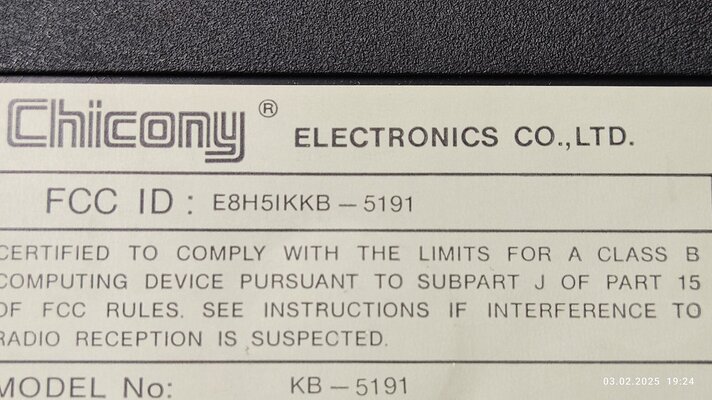 Chicony® ELECTRONICS CO.,LTD.
FCC ID : E8H5IKKB – 5191
CERTIFIED TO COMPLY WITH THE LIMITS FOR A CLASS B
COMPUTING DEVICE PURSUANT TO SUBPART J OF PART 15
OF FCC RULES. SEE INSTRUCTIONS IF INTERFERENCE TO
RADIO RECEPTION IS SUSPECTED.
MODEL No: KB – 5191
03.02.2025 19:24